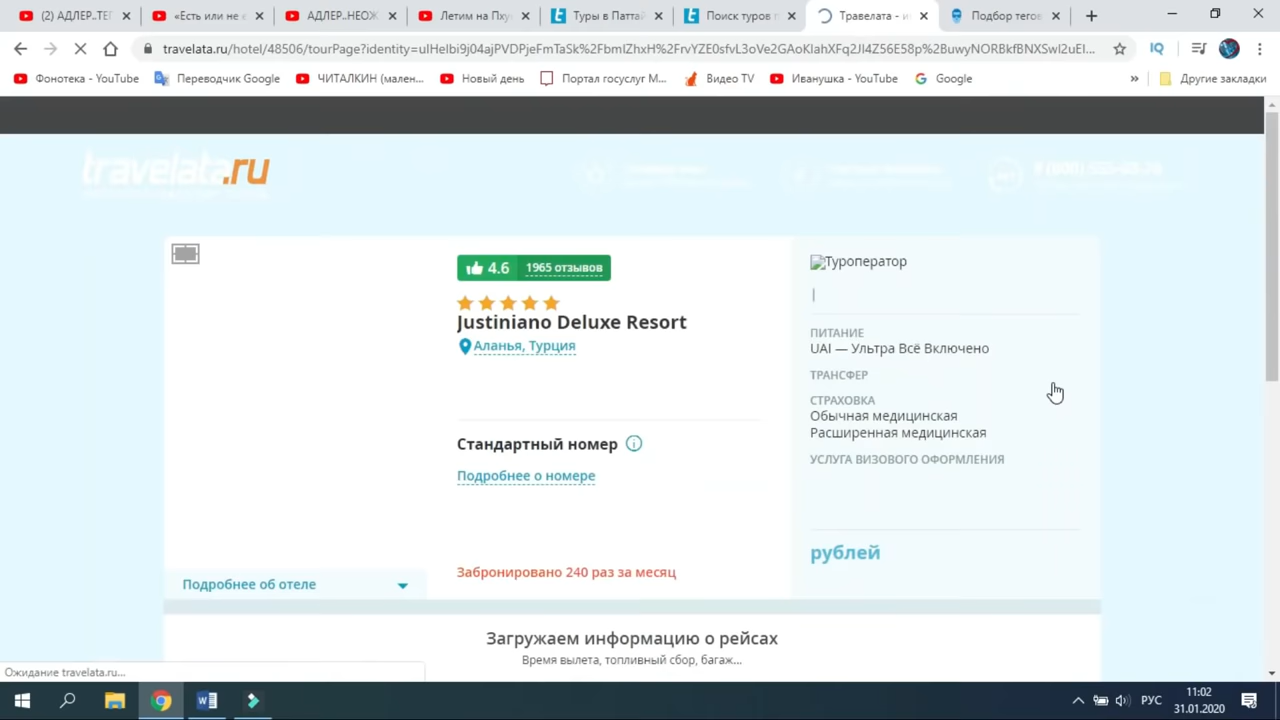 (2) АДЛЕР..ТЕП
«Есть или не е
АДЛЕР..НЕОЖ
Летим на Пху
Туры в Паттай
Поиск туров п
Травелата - и
Подбор тегов
travelata.ru/hotel/48506/tourPage?identity=ulHelbi9j04ajPVDPjeFmTaSk%2FbmlZhxH%2FrvYZE0sfvL3oVe2GAoKlahXFq2Jl4Z56E58p%2BuwyNORBkfBNXSwl2uEl...
Фонотека - YouTube
Переводчик Google
ЧИТАЛКИН (мален...
Новый день
Портал госуслуг М...
Видео TV
Иванушка - YouTube
Google
Другие закладки
travelata.ru
4.6 1965 отзывов
Justiniano Deluxe Resort
Аланья, Турция
Стандартный номер
Подробнее о номере
Забронировано 240 раз за месяц
Подробнее об отеле
Туроператор
|
ПИТАНИЕ
UAI — Ультра Всё Включено
ТРАНСФЕР
СТРАХОВКА
Обычная медицинская
Расширенная медицинская
УСЛУГА ВИЗОВОГО ОФОРМЛЕНИЯ
рублей
Загружаем информацию о рейсах
Время вылета, топливный сбор, багаж...
Ожидание travelata.ru...
РУС
11:02
31.01.2020